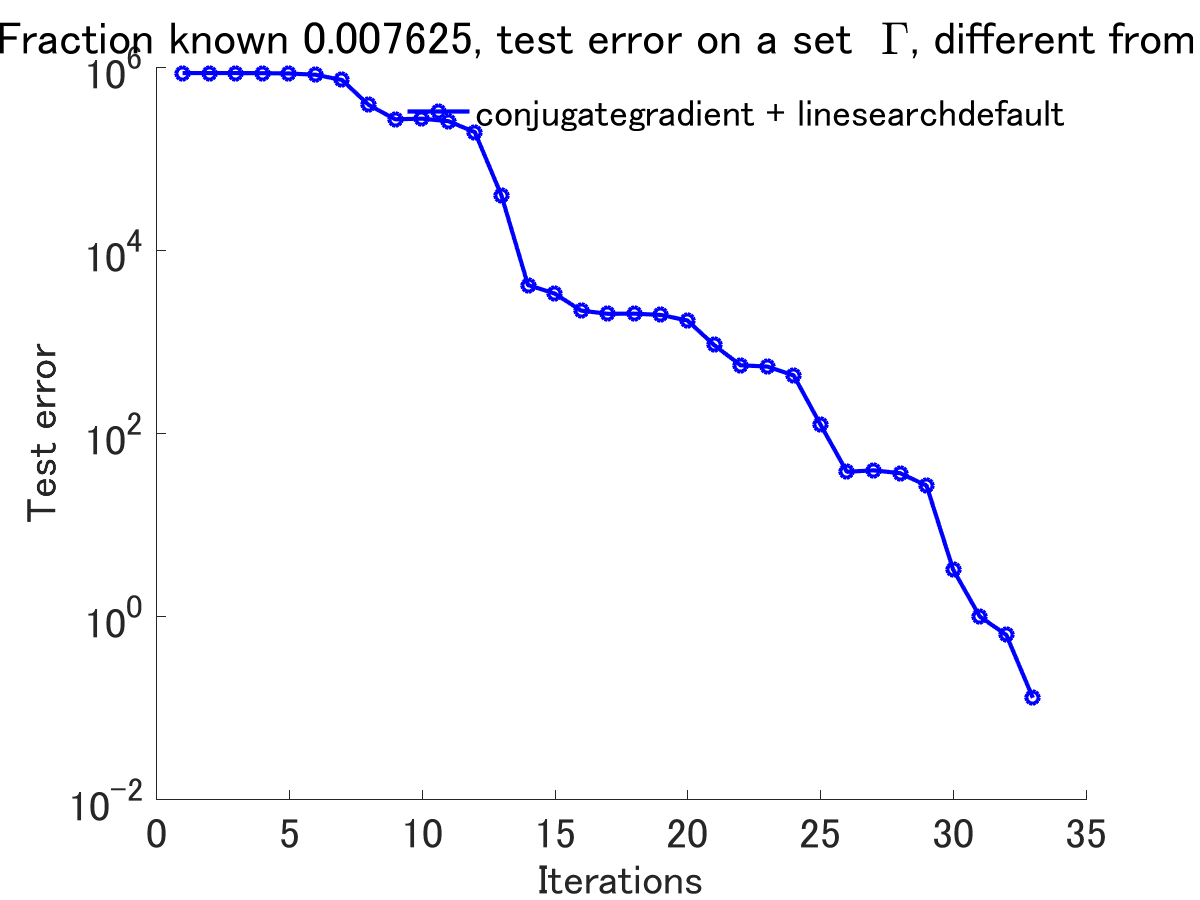 Fraction known 0.007625, test error on a set Γ, different from
10^6
conjugategradient + linesearchdefault
10^4
10^2
10^0
10^-2
Test error
0 5 10 15 20 25 30 35
Iterations